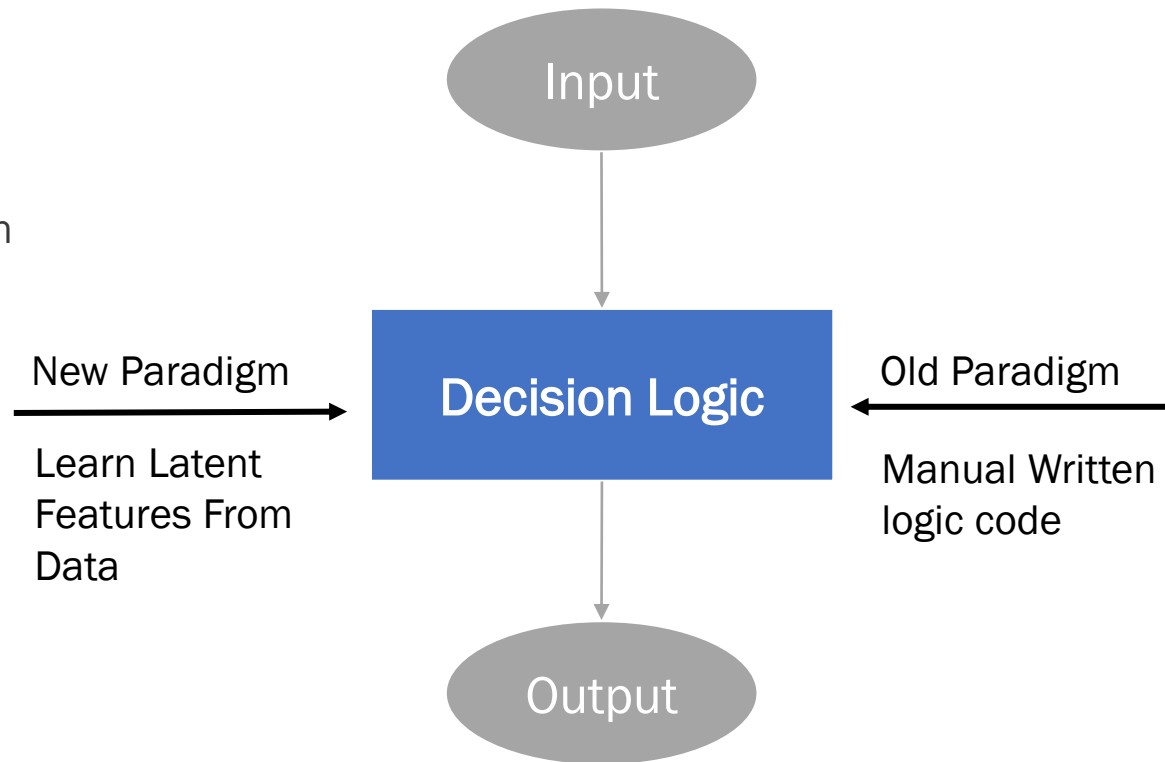 Input
New Paradigm
Decision Logic
Old Paradigm
Learn Latent
Features From
Data
Manual Written
logic code
Output